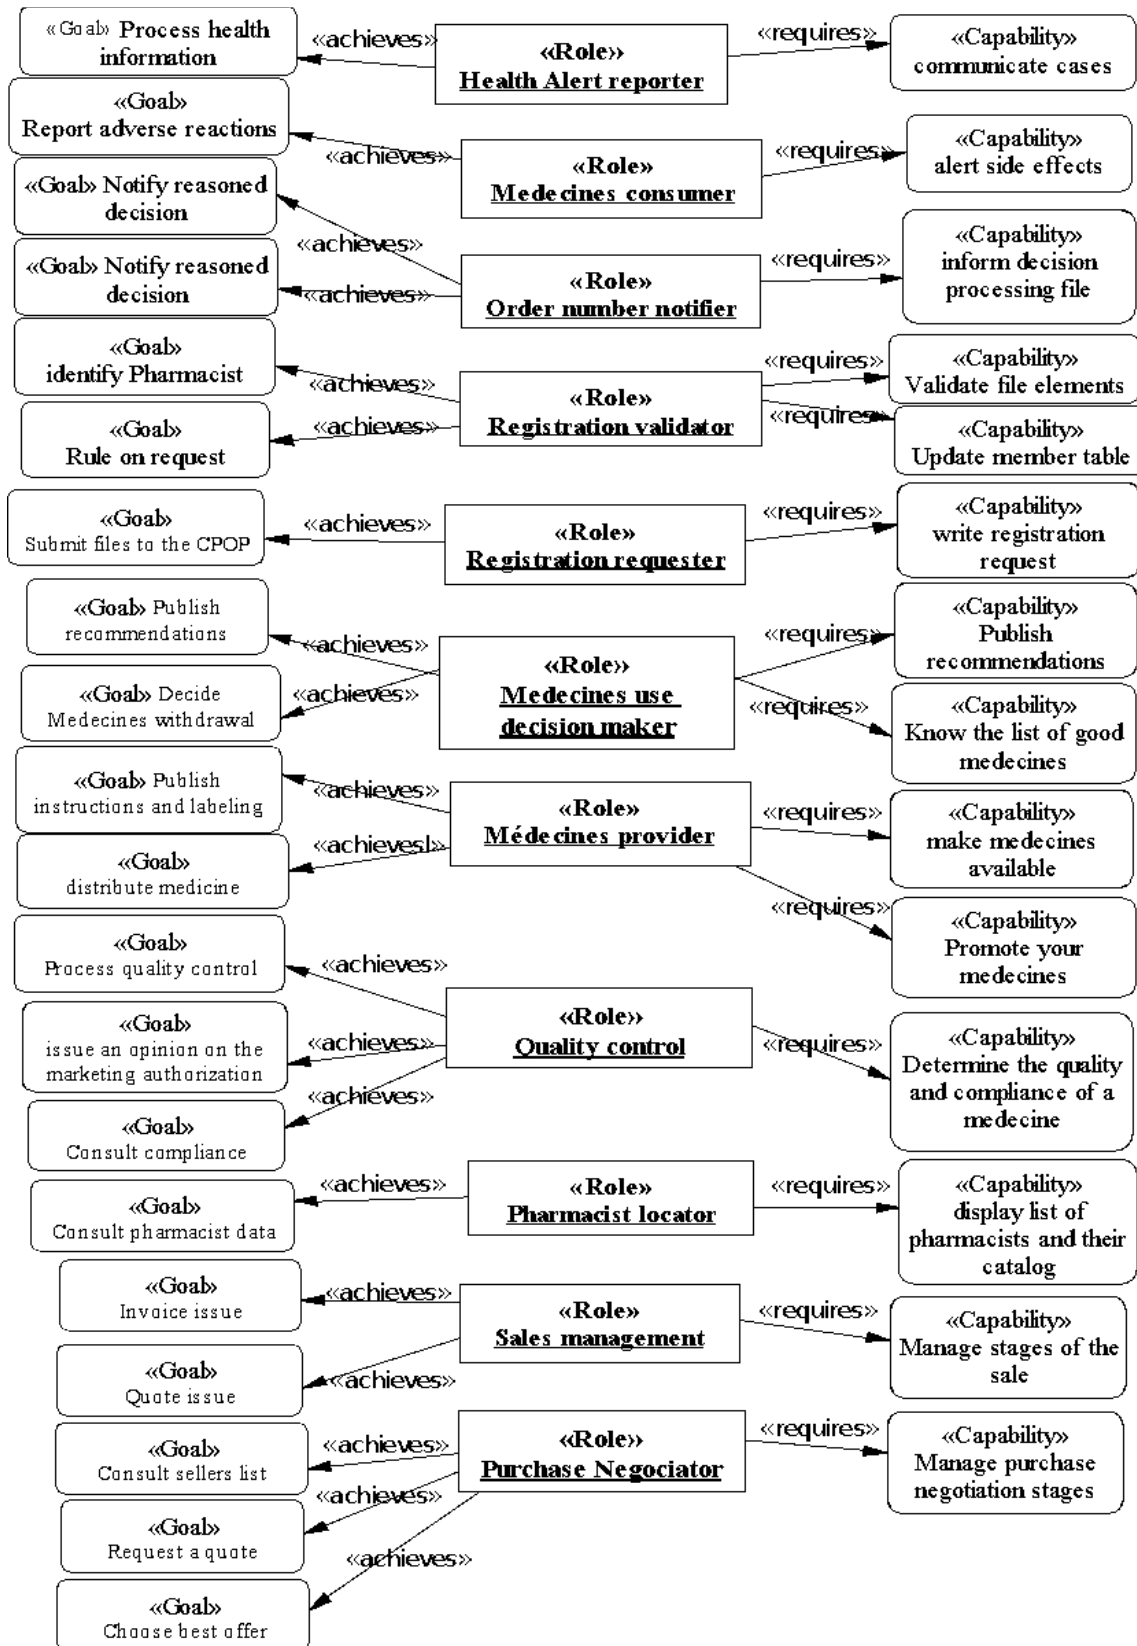 «Goal» Process health
information
«achieves»
«Role»
Health Alert reporter
«requires»
«Capability»
communicate cases
«Goal»
Report adverse reactions
«achieves»
«Role»
Medecines consumer
«requires»
«Capability»
alert side effects
«Goal» Notify reasoned
decision
«achieves»
«Goal» Notify reasoned
decision
«achieves»
«Role»
Order number notifier
«requires»
«Capability»
inform decision
processing file
«Goal»
identify Pharmacist
«achieves»
«Goal»
Rule on request
«achieves»
«Role»
Registration validator
«requires»
«Capability»
Validate file elements
«requires»
«Capability»
Update member table
«Goal»
Submit files to the CPOP
«achieves»
«Role»
Registration requester
«requires»
«Capability»
write registration
request
«Goal» Publish
recommendations
«achieves»
«Goal» Decide
Medecines withdrawal
«achieves»
«Role»
Medecines use
decision maker
«requires»
«Capability»
Publish
recommendations
«requires»
«Capability»
Know the list of good
medecines
«Goal» Publish
instructions and labeling
«achieves»
«Goal»
distribute medicine
«achieves!»
«Role»
Médecines provider
«requires»
«Capability»
make medecines
available
«requires»
«Capability»
Promote your
medecines
«Goal»
Process quality control
«achieves»
«Goal»
issue an opinion on the
marketing authorization
«achieves»
«Goal»
Consult compliance
«achieves»
«Role»
Quality control
«requires»
«Capability»
Determine the quality
and compliance of a
medecine
«Goal»
Consult pharmacist data
«achieves»
«Role»
Pharmacist locator
«requires»
«Capability»
display list of
pharmacists and their
catalog
«Goal»
Invoice issue
«achieves»
«Goal»
Quote issue
«achieves»
«Role»
Sales management
«requires»
«Capability»
Manage stages of the
sale
«Goal»
Consult sellers list
«achieves»
«Goal»
Request a quote
«achieves»
«Goal»
Choose best offer
«achieves»
«Role»
Purchase Negociator
«requires»
«Capability»
Manage purchase
negotiation stages